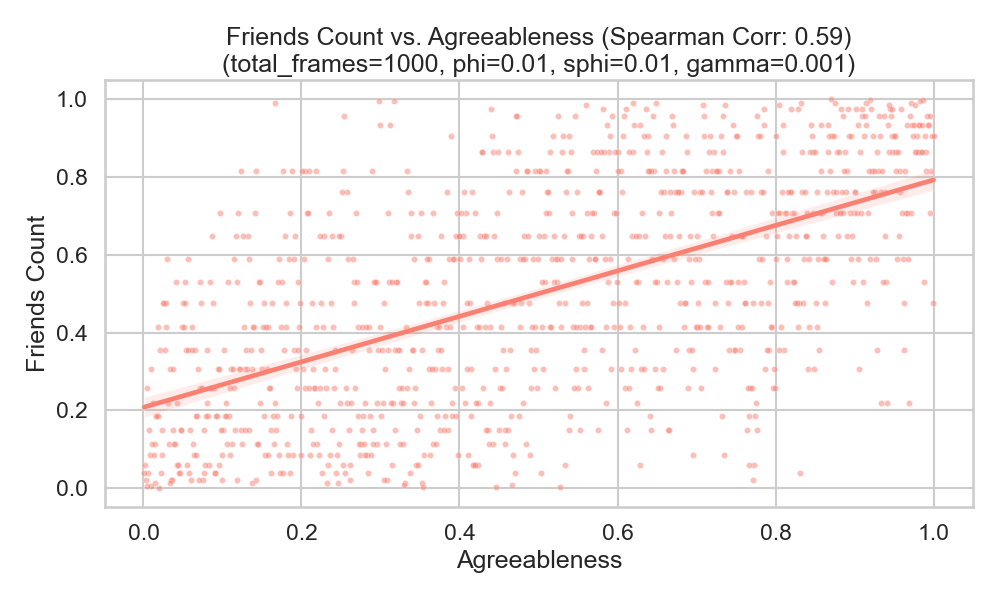 Friends Count vs. Agreeableness (Spearman Corr: 0.59)
(total_frames=1000, phi=0.01, sphi=0.01, gamma=0.001)
1.0
0.8
0.6
0.4
0.2
0.0
Friends Count
0.0 0.2 0.4 0.6 0.8 1.0
Agreeableness